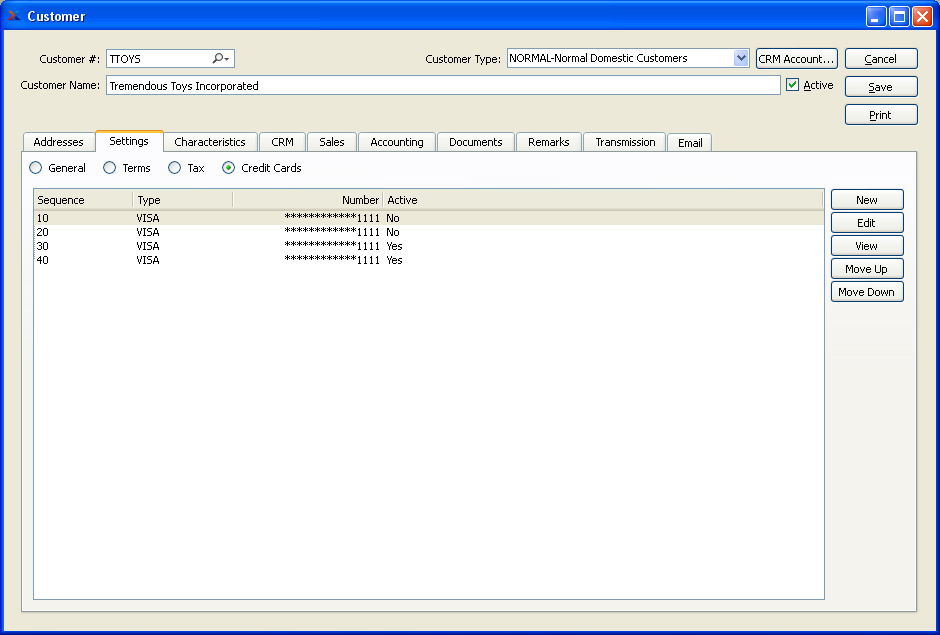 Customer
Customer #: TTOYS Customer Type: NORMAL-Normal Domestic Customers CRM Account... Cancel
Customer Name: Tremendous Toys Incorporated Active Save
Print
Addresses Settings Characteristics CRM Sales Accounting Documents Remarks Transmission Email
General Terms Tax Credit Cards
Sequence Type Number Active New
10 VISA ************1111 No
Edit
20 VISA ************1111 No
30 VISA ************1111 Yes View
40 VISA ************1111 Yes
Move Up
Move Down